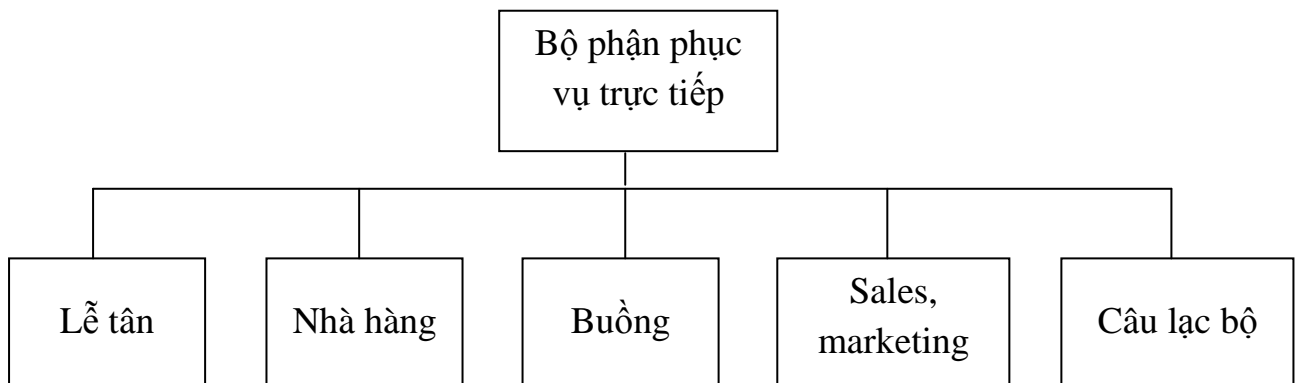 Bộ phận phục
vụ trực tiếp
Lễ tân
Nhà hàng
Buồng
Sales,
marketing
Câu lạc bộ